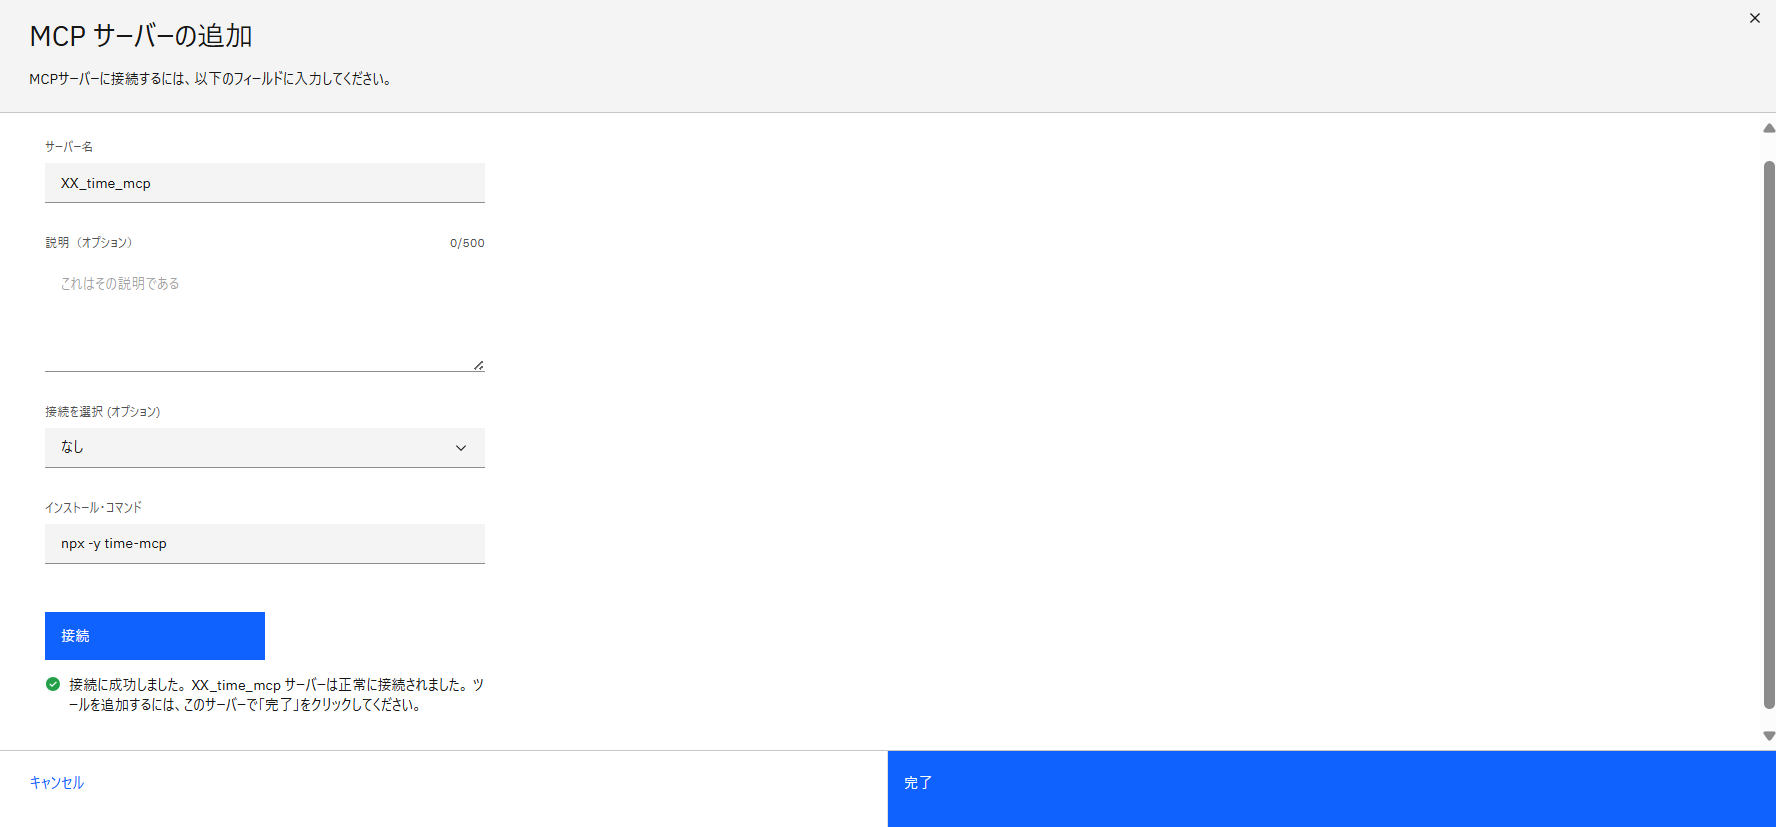 MCP サーバーの追加
MCPサーバーに接続するには、以下のフィールドに入力してください。
サーバー名
XX_time_mcp
説明（オプション） 0/500
これはその説明である
接続を選択 (オプション)
なし
インストール・コマンド
npx -y time-mcp
接続
接続に成功しました。XX_time_mcp サーバーは正常に接続されました。ツ
ールを追加するには、このサーバーで「完了」をクリックしてください。
キャンセル 完了